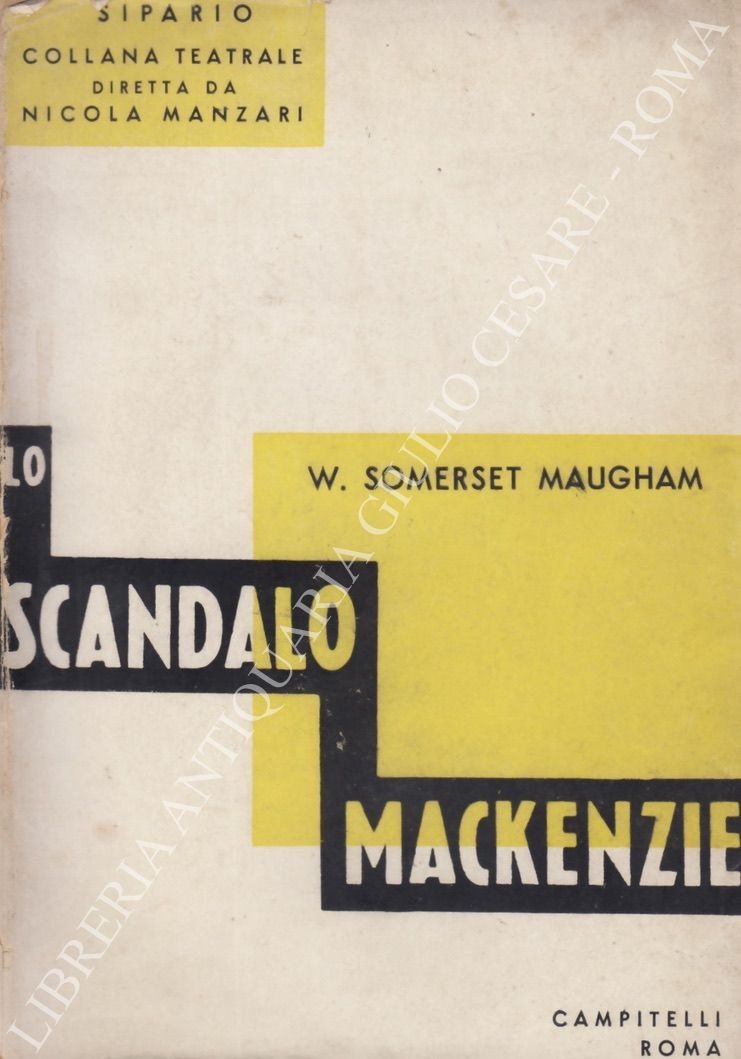 SIPARIO
COLLANA TEATRALE
DIRETTA DA
NICOLA MANZARI
W. SOMERSET MAUGHAM
LO
SCANDALO
MACKENZIE
CAMPITELLI
ROMA
LIBRERIA ANTIQUARIA GIULIO CESARE - ROMA